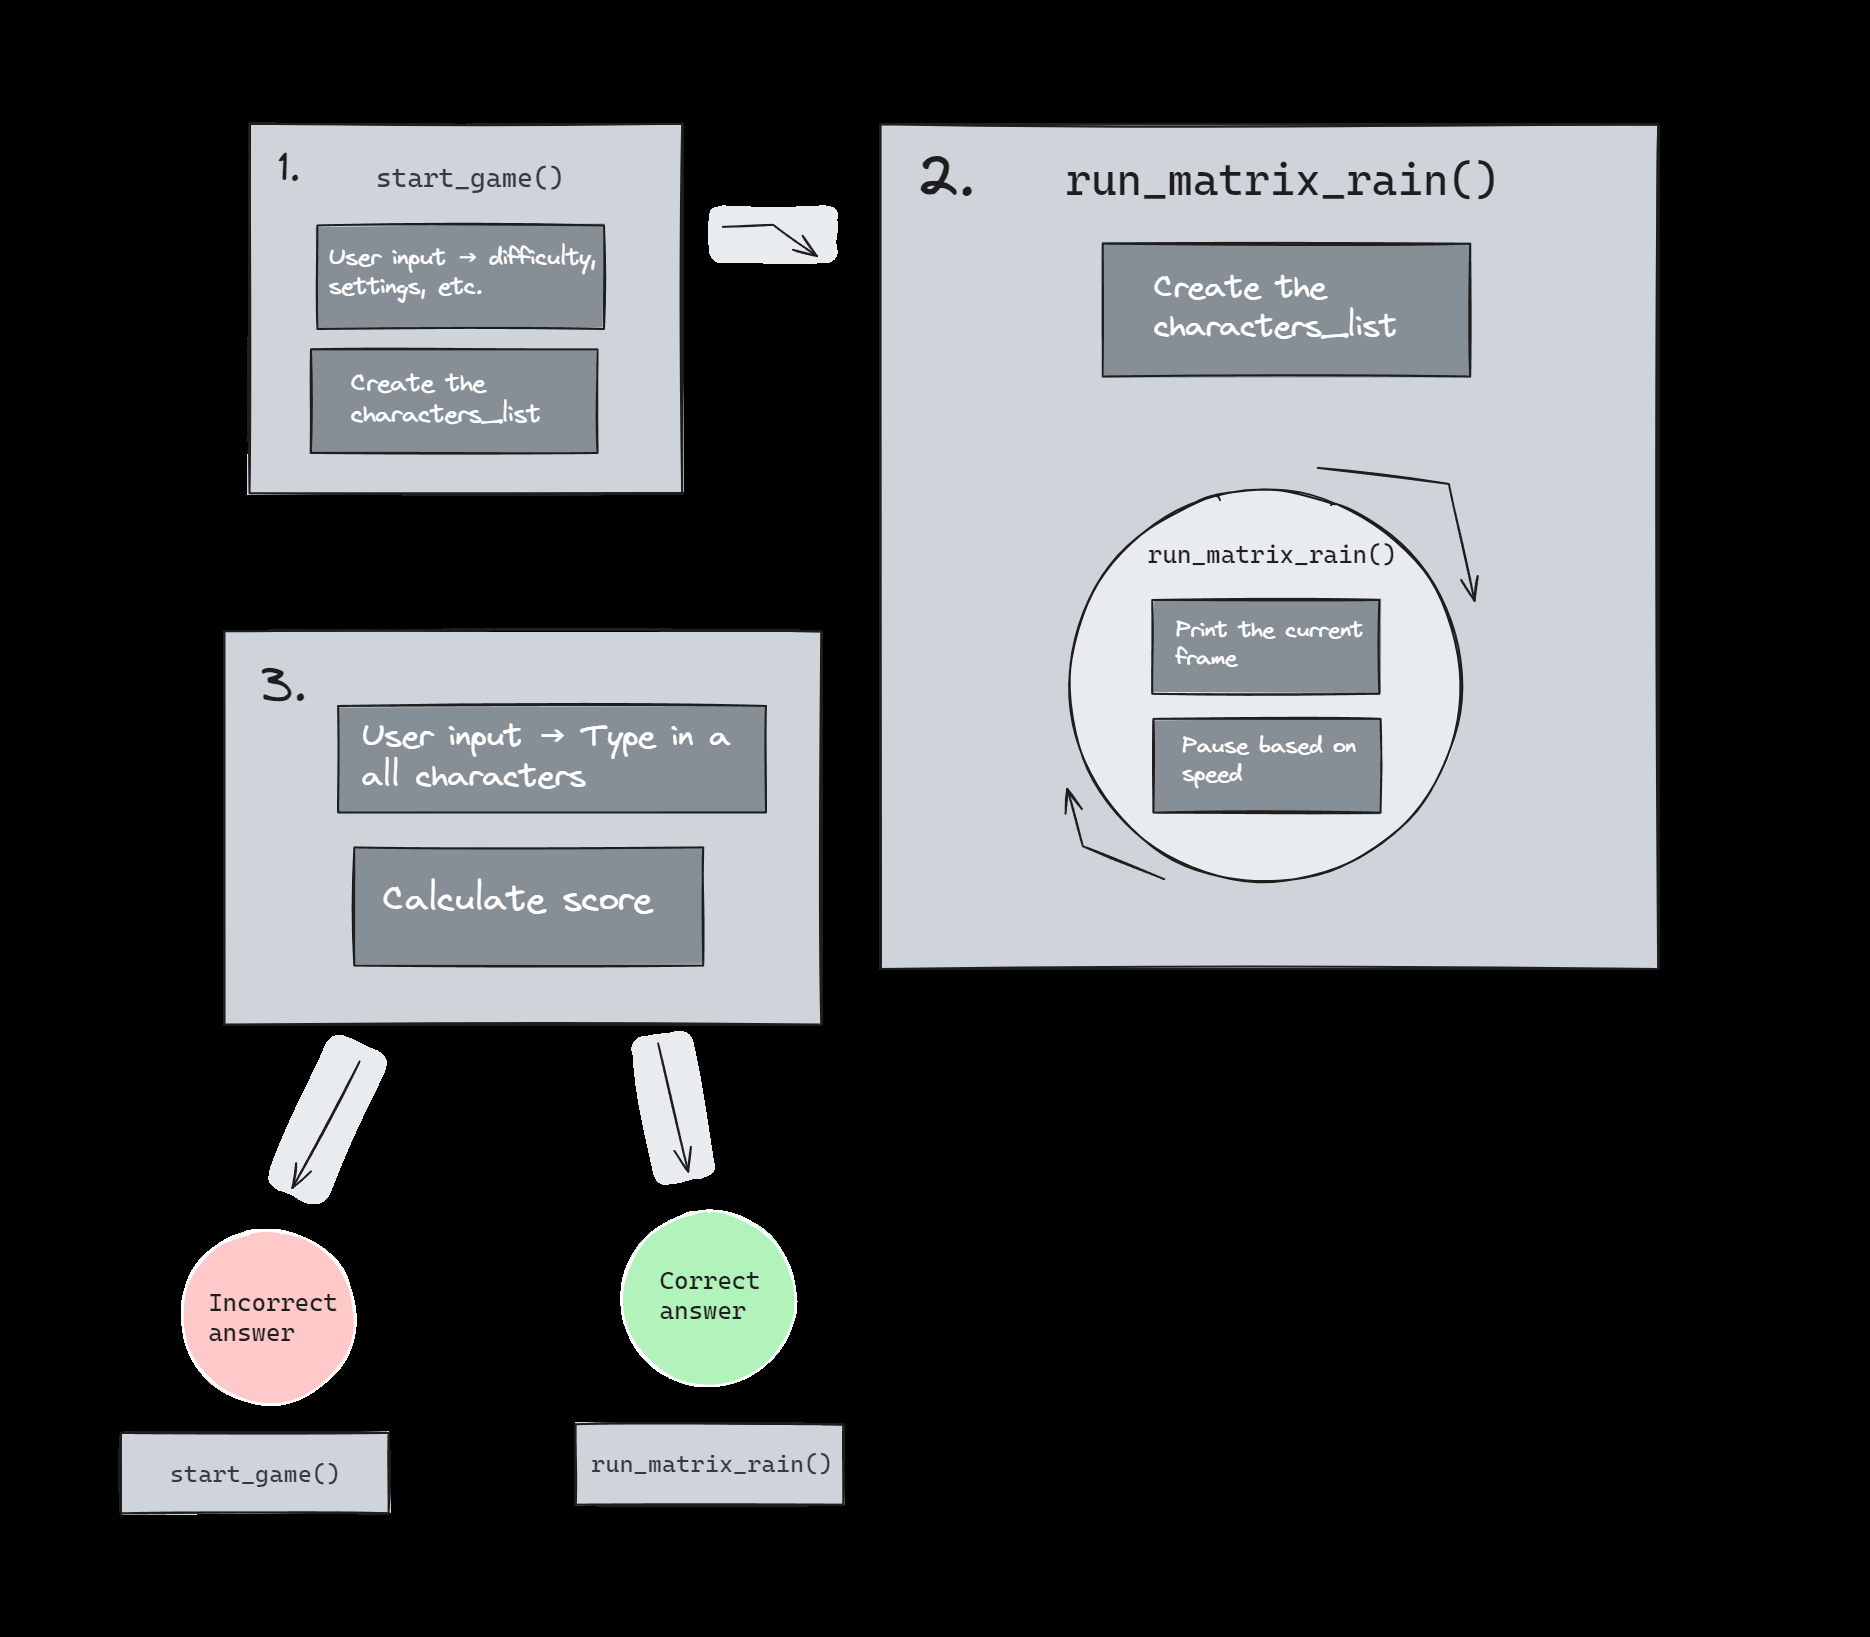 1.
start_game()
User input → difficulty,
settings, etc.
Create the
characters_list
2.
run_matrix_rain()
Create the
characters_list
run_matrix_rain()
Print the current
frame
Pause based on
speed
3.
User input → Type in a
all characters
Calculate score
Incorrect
answer
Correct
answer
start_game()
run_matrix_rain()